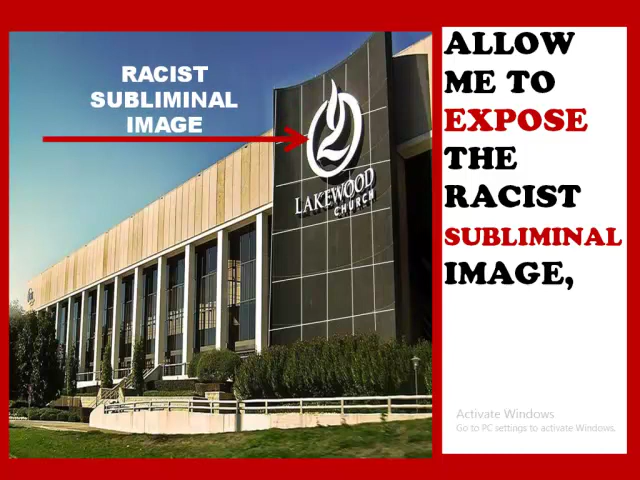 RACIST
SUBLIMINAL
IMAGE
LAKEWOOD
CHURCH
ALLOW
ME TO
EXPOSE
THE
RACIST
SUBLIMINAL
IMAGE,
Activate Windows
Go to PC settings to activate Windows.